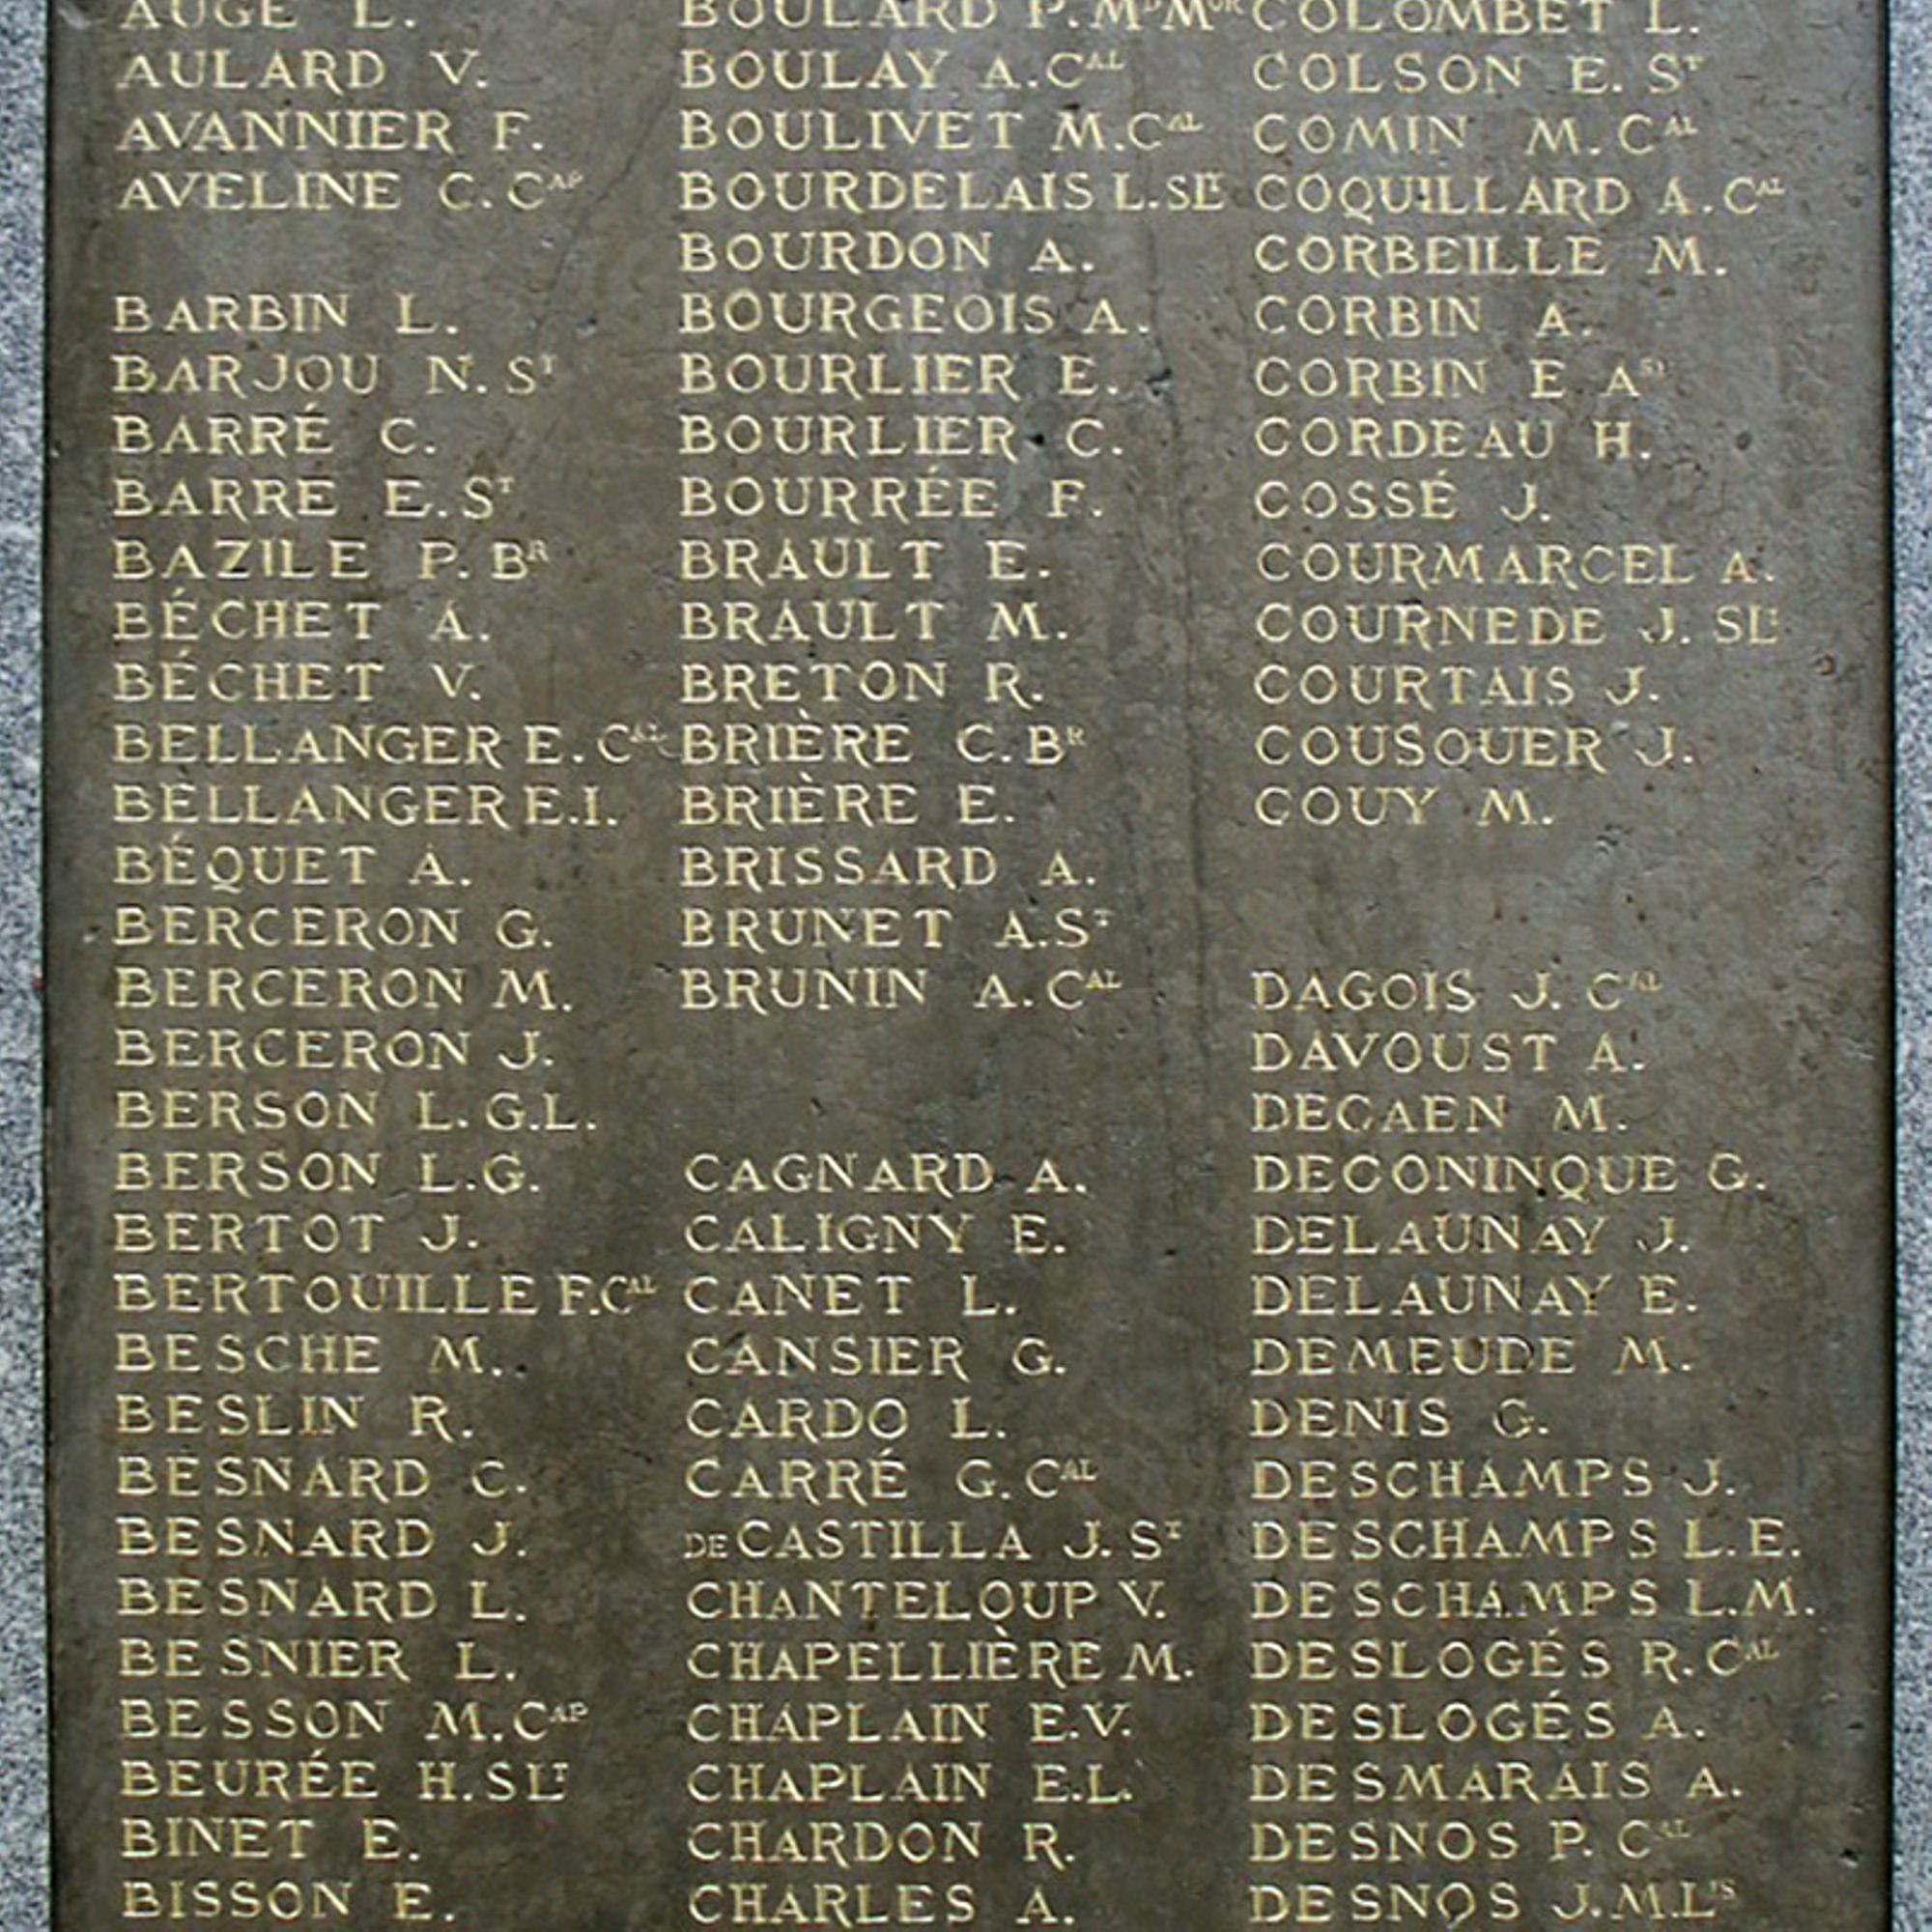 AUGÉ L.
AULARD V.
AVANNIER F.
AVELINE C. CAP
BARBIN L.
BARJOU N. ST
BARRÉ C.
BARRE E. ST
BAZILE P. BR
BÉCHET A.
BÉCHET V.
BELLANGER E. CAL
BELLANGER E.I.
BÉQUET A.
BERCERON G.
BERCERON M.
BERCERON J.
BERSON L.G.L.
BERSON L.G.
BERTOT J.
BERTOUILLE F. CAL
BESCHE M.
BESLIN R.
BESNARD C.
BESNARD J.
BESNARD L.
BESNIER L.
BESSON M. CAP
BEURÉE H. SLT
BINET E.
BISSON E.
BOULARD P. MD MOR
BOULAY A. CAL
BOULIVET M. CAL
BOURDELAIS L. SLT
BOURDON A.
BOURGEOIS A.
BOURLIER E.
BOURLIER C.
BOURRÉE F.
BRAULT E.
BRAULT M.
BRETON R.
BRIÈRE C. BR
BRIÈRE E.
BRISSARD A.
BRUNET A. ST
BRUNIN A. CAL
CAGNARD A.
CALIGNY E.
CANET L.
CANSIER G.
CARDO L.
CARRÉ G. CAL
DE CASTILLA J. ST
CHANTELOUP V.
CHAPELLIÈRE M.
CHAPLAIN E.V.
CHAPLAIN E.L.
CHARDON R.
CHARLES A.
COLOMBET L.
COLSON E. ST
COMIN M. CAL
COQUILLARD A. CAL
CORBEILLE M.
CORBIN A.
CORBIN E
CORDEAU H.
COSSÉ J.
COURMARCEL A.
COURNEDE J. SLT
COURTAIS J.
COUSOUER J.
COUY M.
DAGOIS J. CAL
DAVOUST A.
DECAEN M.
DECONINQUE G.
DELAUNAY J.
DELAUNAY E.
DEMEUDE M.
DENIS G.
DESCHAMPS J.
DESCHAMPS L.E.
DESCHAMPS L.M.
DESLOGÉS R. CAL
DESLOGÉS A.
DESMARAIS A.
DESNOS P. CAL
DESNOS J.M.